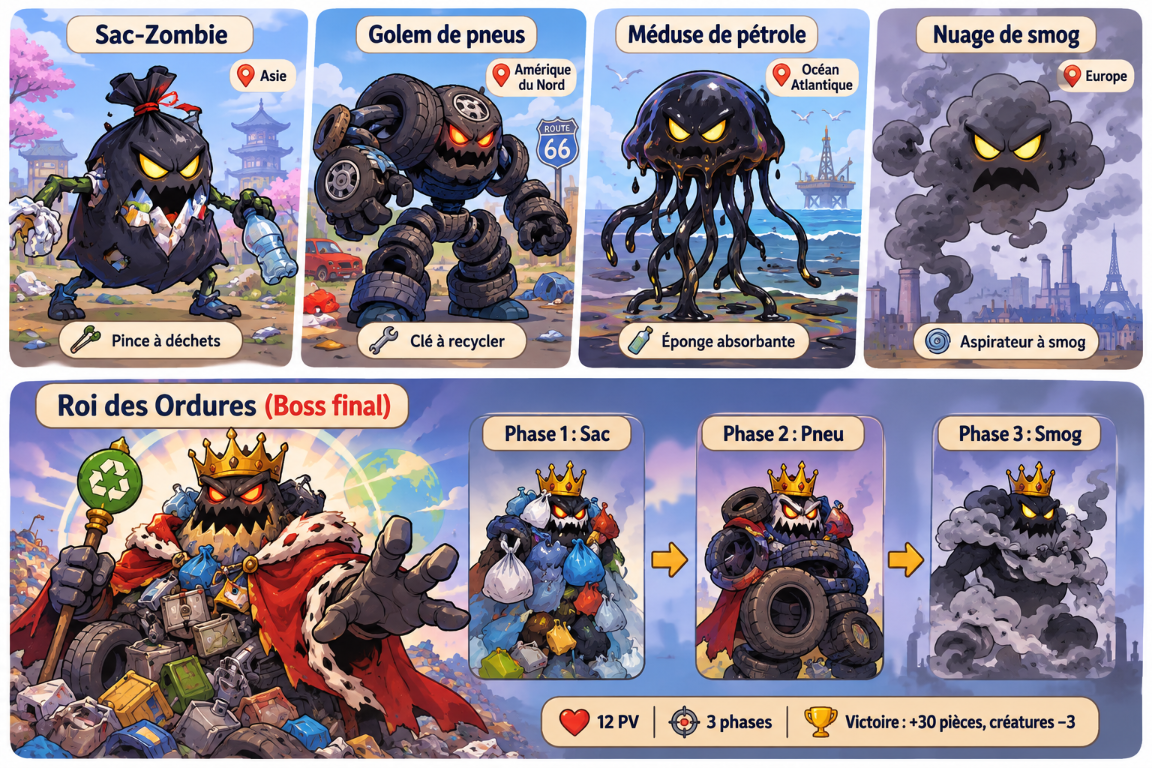 Sac-Zombie
Asie
Pince à déchets
Golem de pneus
Amérique
du Nord
ROUTE
66
Clé à recycler
Méduse de pétrole
Océan
Atlantique
Éponge absorbante
Nuage de smog
Europe
Aspirateur à smog
Roi des Ordures (Boss final)
Phase 1 : Sac
Phase 2 : Pneu
Phase 3 : Smog
12 PV
3 phases
Victoire : +30 pièces, créatures −3